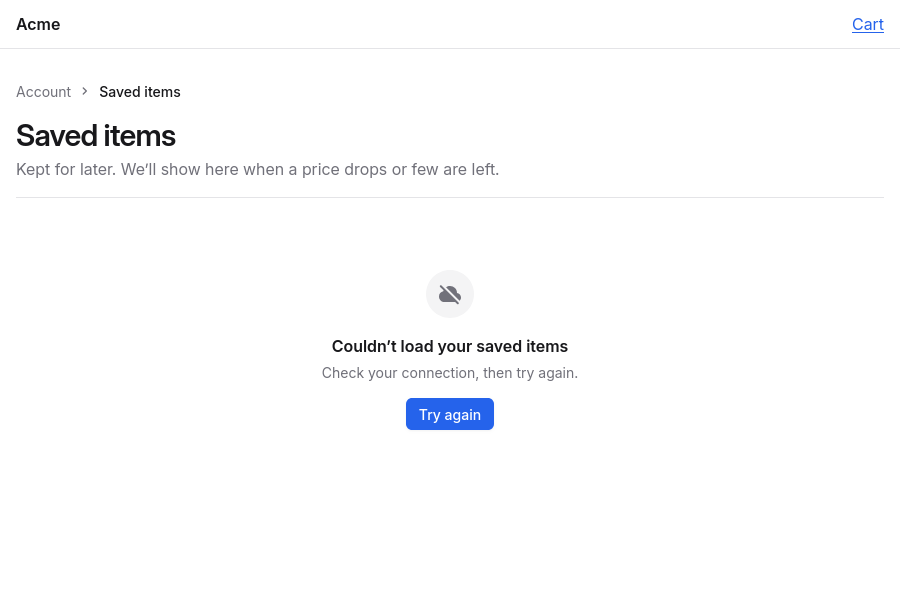 Acme
Cart
Account
Saved items
Saved items
Kept for later. We’ll show here when a price drops or few are left.
Couldn’t load your saved items
Check your connection, then try again.
Try again